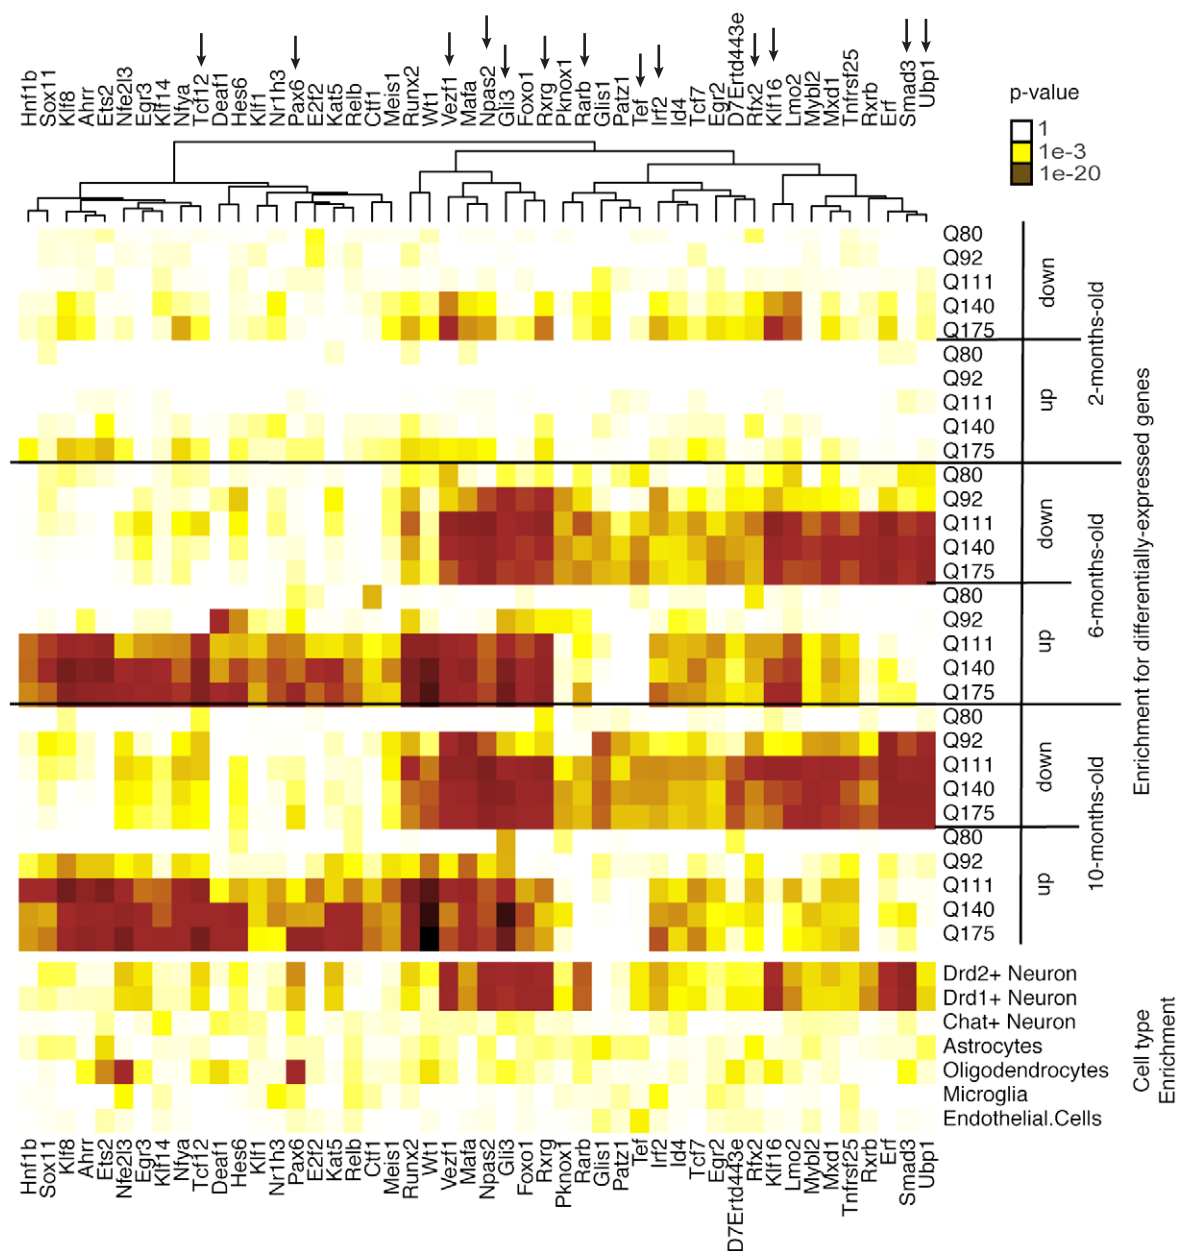 Hnf1b
Sox11
Klf8
Ahrr
Ets2
Nfe2l3
Egr3
Klf14
Nfya
Tcf12
Deaf1
Hes6
Klf1
Nr1h3
Pax6
E2f2
Kat5
Relb
Ctf1
Meis1
Runx2
Wt1
Vezf1
Mafa
Npas2
Gli3
Foxo1
Rxrg
Pknox1
Rarb
Glis1
Patz1
Tef
Irf2
Id4
Tcf7
Egr2
D7Ertd443e
Rfx2
Klf16
Lmo2
Mybl2
Mxd1
Tnfrsf25
Rxrb
Erf
Smad3
Ubp1
p-value
1
1e-3
1e-20
Q80
Q92
Q111
Q140
Q175
down
Q80
Q92
Q111
Q140
Q175
up
2-months-old
Q80
Q92
Q111
Q140
Q175
down
Q80
Q92
Q111
Q140
Q175
up
6-months-old
Q80
Q92
Q111
Q140
Q175
down
Q80
Q92
Q111
Q140
Q175
up
10-months-old
Enrichment for differentially-expressed genes
Drd2+ Neuron
Drd1+ Neuron
Chat+ Neuron
Astrocytes
Oligodendrocytes
Microglia
Endothelial.Cells
Cell type
Enrichment
Hnf1b
Sox11
Klf8
Ahrr
Ets2
Nfe2l3
Egr3
Klf14
Nfya
Tcf12
Deaf1
Hes6
Klf1
Nr1h3
Pax6
E2f2
Kat5
Relb
Ctf1
Meis1
Runx2
Wt1
Vezf1
Mafa
Npas2
Gli3
Foxo1
Rxrg
Pknox1
Rarb
Glis1
Patz1
Tef
Irf2
Id4
Tcf7
Egr2
D7Ertd443e
Rfx2
Klf16
Lmo2
Mybl2
Mxd1
Tnfrsf25
Rxrb
Erf
Smad3
Ubp1